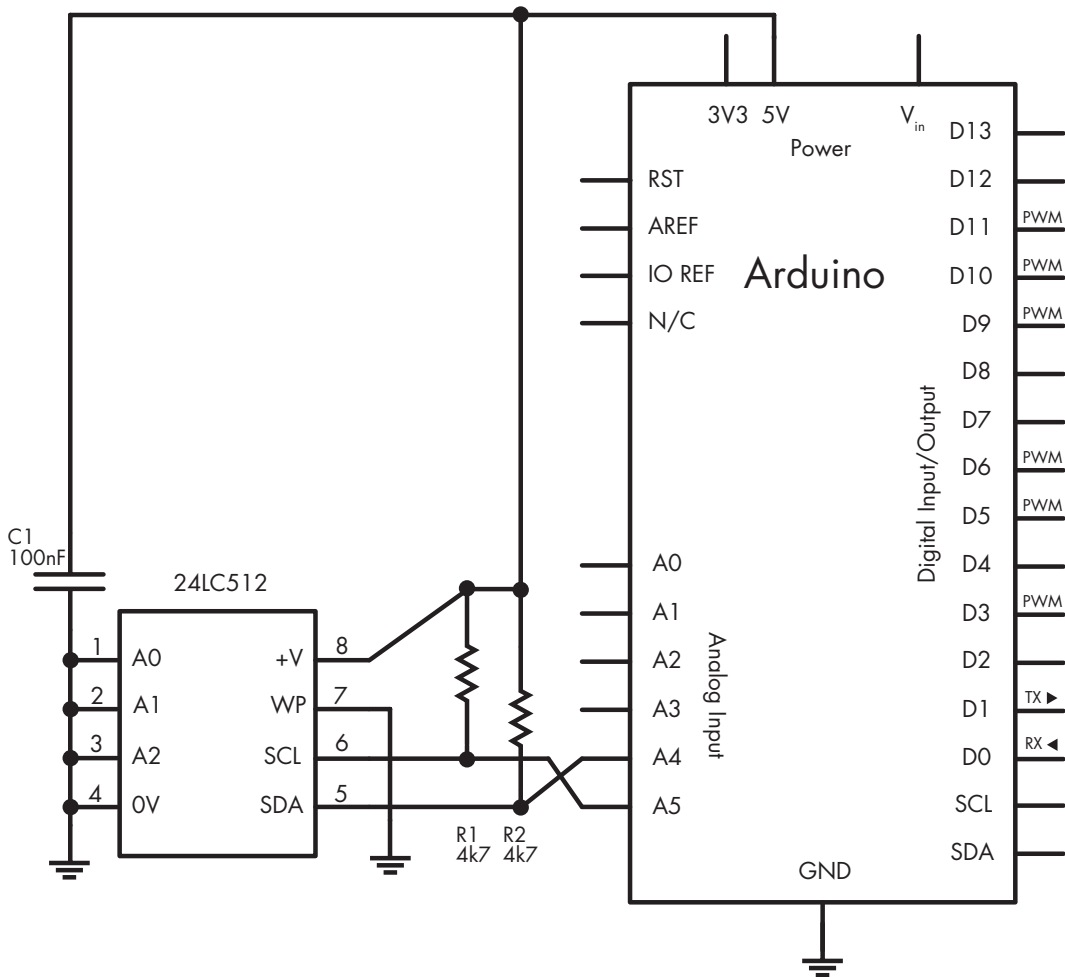 3V3 5V
V in
Power
Arduino
RST
AREF
IO REF
N/C
A0
A1
A2
A3
A4
A5
Analog Input
D13
D12
D11 PWM
D10 PWM
D9 PWM
D8
D7
D6 PWM
D5 PWM
D4
D3 PWM
D2
D1 TX ▶
D0 RX ◀
SCL
SDA
Digital Input/Output
GND
C1
100nF
24LC512
1 A0
2 A1
3 A2
4 0V
+V 8
WP 7
SCL 6
SDA 5
R1
4k7
R2
4k7